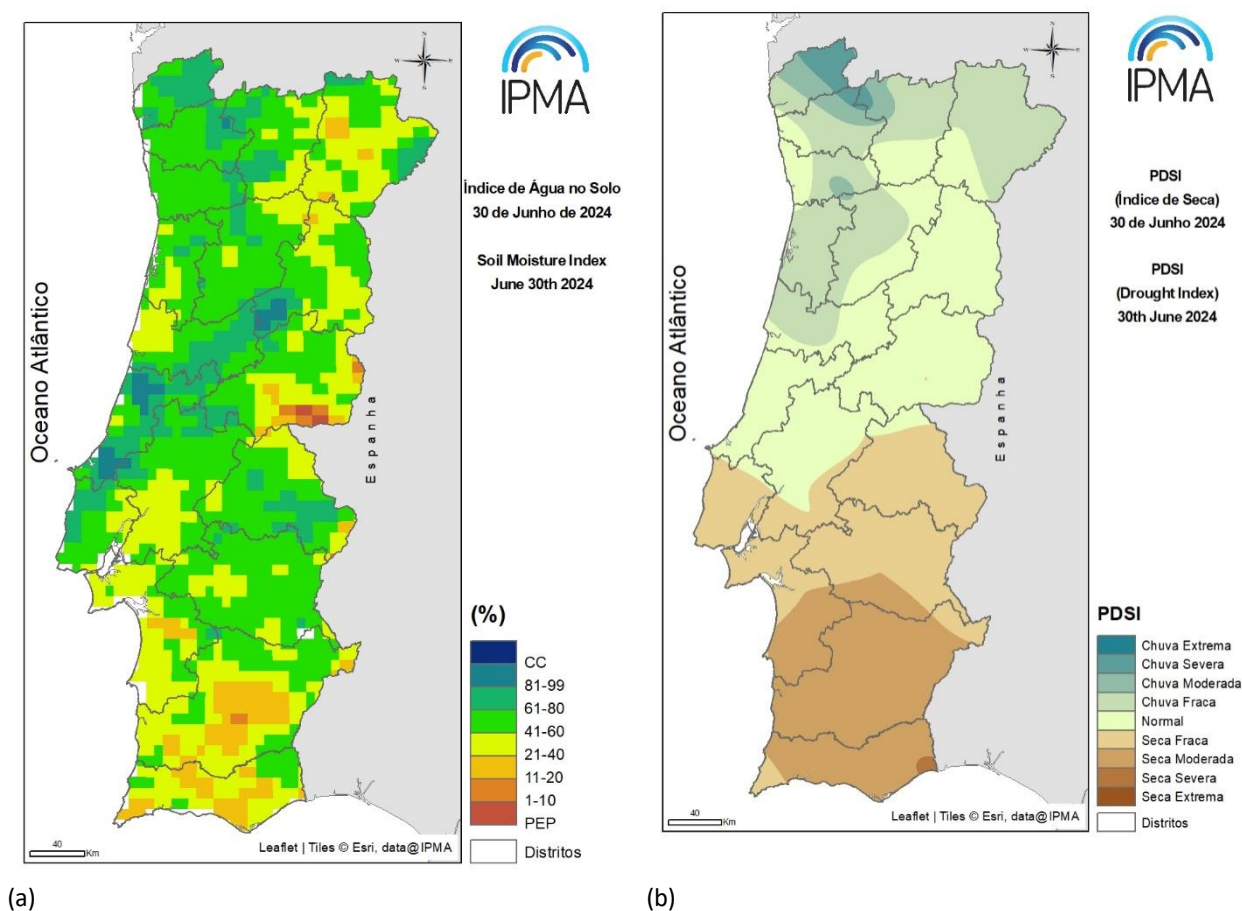 N
W
E
S
IPMA
Índice de Água no Solo
30 de Junho de 2024
Soil Moisture Index
June 30th 2024
Oceano Atlântico
Espanha
(%)
CC
81-99
61-80
41-60
21-40
11-20
1-10
PEP
Distritos
40
Km
Leaflet | Tiles © Esri, data@IPMA
(a)
N
W
E
S
IPMA
PDSI
(Índice de Seca)
30 de Junho 2024
PDSI
(Drought Index)
30th June 2024
Oceano Atlântico
Espanha
PDSI
Chuva Extrema
Chuva Severa
Chuva Moderada
Chuva Fraca
Normal
Seca Fraca
Seca Moderada
Seca Severa
Seca Extrema
Distritos
40
Km
Leaflet | Tiles © Esri, data@IPMA
(b)